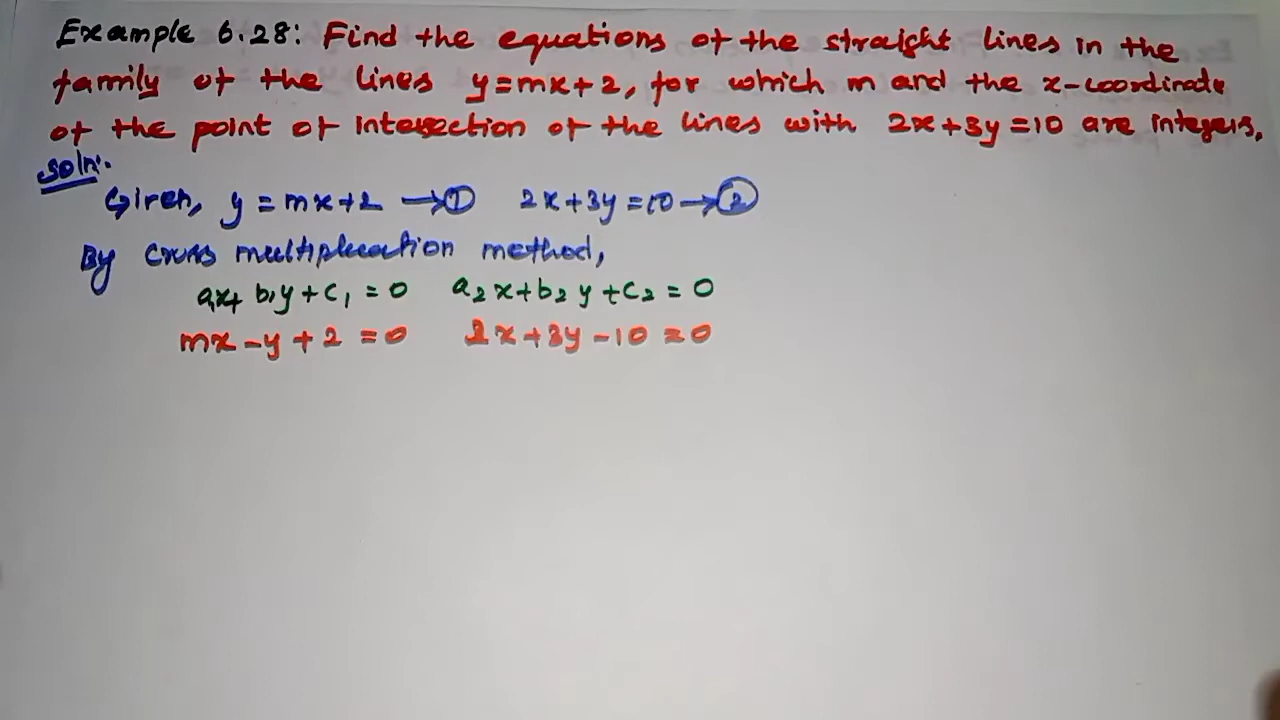 Example 6.28: Find the equations of the straight lines in the
family of the lines y=mx+2, for which m and the x-coordinate
of the point of intersection of the lines with 2x+3y=10 are integers,
Soln:
Given, y=mx+2 → ① 2x+3y=10 → ②
By cross multiplication method,
a₁x+b₁y+c₁=0 a₂x+b₂y+c₂=0
mx-y+2=0 2x+3y-10=0